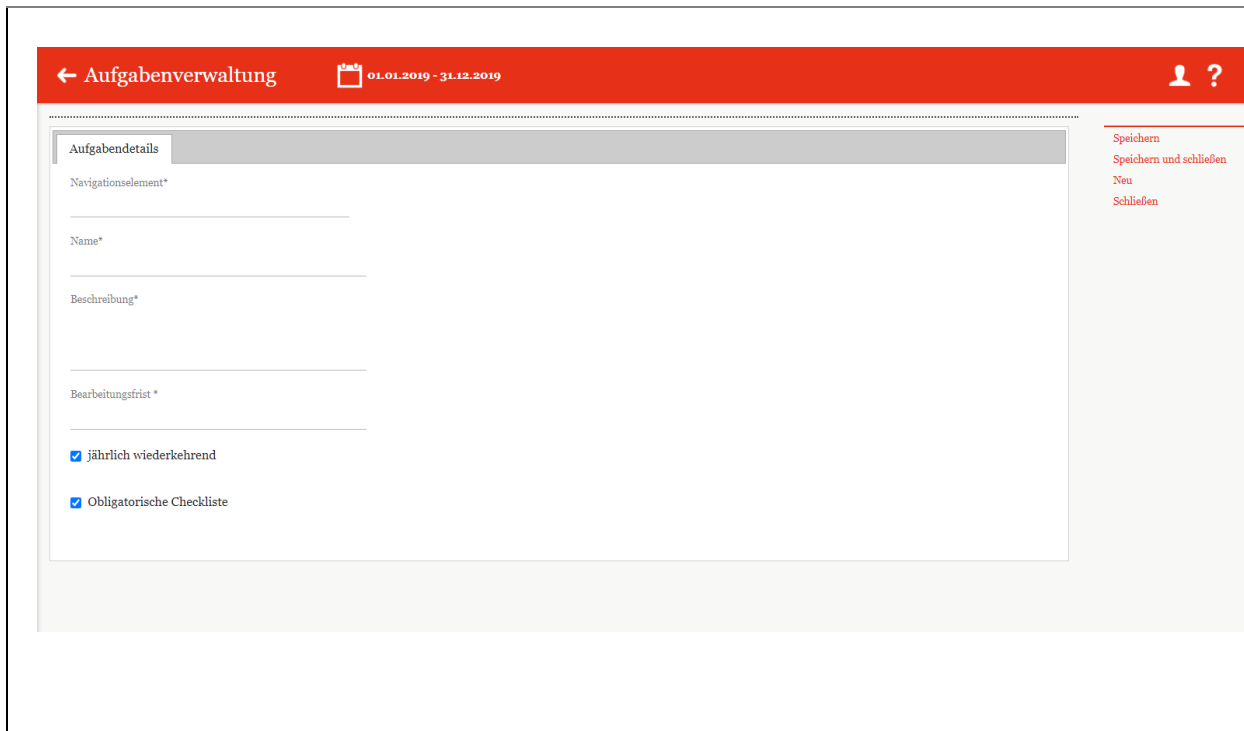 Aufgabenverwaltung
01.01.2019 - 31.12.2019
?
Aufgabendetails
Navigationselement*
Name*
Beschreibung*
Bearbeitungsfrist *
jährlich wiederkehrend
Obligatorische Checkliste
Speichern
Speichern und schließen
Neu
Schließen